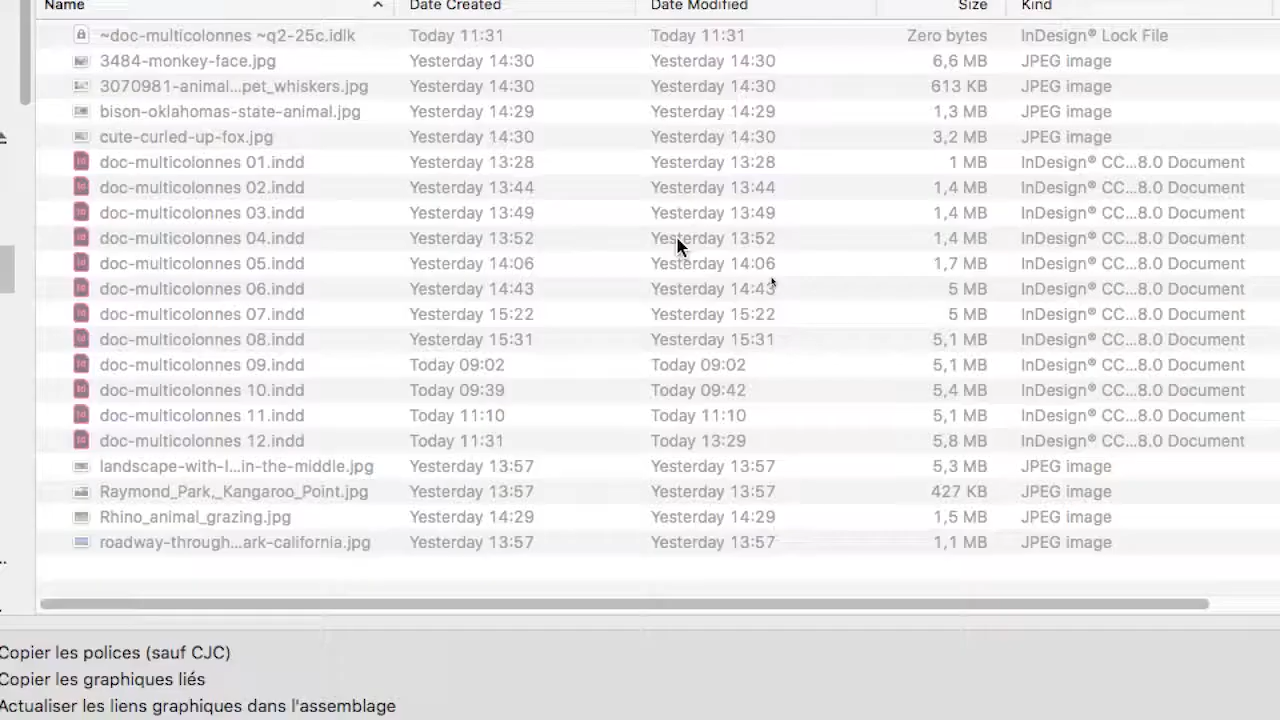 Name Date Created Date Modified Size Kind
~doc-multicolonnes ~q2-25c.idlk Today 11:31 Today 11:31 Zero bytes InDesign® Lock File
3484-monkey-face.jpg Yesterday 14:30 Yesterday 14:30 6,6 MB JPEG image
3070981-animal...pet_whiskers.jpg Yesterday 14:30 Yesterday 14:30 613 KB JPEG image
bison-oklahomas-state-animal.jpg Yesterday 14:29 Yesterday 14:29 1,3 MB JPEG image
cute-curled-up-fox.jpg Yesterday 14:30 Yesterday 14:30 3,2 MB JPEG image
doc-multicolonnes 01.indd Yesterday 13:28 Yesterday 13:28 1 MB InDesign® CC...8.0 Document
doc-multicolonnes 02.indd Yesterday 13:44 Yesterday 13:44 1,4 MB InDesign® CC...8.0 Document
doc-multicolonnes 03.indd Yesterday 13:49 Yesterday 13:49 1,4 MB InDesign® CC...8.0 Document
doc-multicolonnes 04.indd Yesterday 13:52 Yesterday 13:52 1,4 MB InDesign® CC...8.0 Document
doc-multicolonnes 05.indd Yesterday 14:06 Yesterday 14:06 1,7 MB InDesign® CC...8.0 Document
doc-multicolonnes 06.indd Yesterday 14:43 Yesterday 14:43 5 MB InDesign® CC...8.0 Document
doc-multicolonnes 07.indd Yesterday 15:22 Yesterday 15:22 5 MB InDesign® CC...8.0 Document
doc-multicolonnes 08.indd Yesterday 15:31 Yesterday 15:31 5,1 MB InDesign® CC...8.0 Document
doc-multicolonnes 09.indd Today 09:02 Today 09:02 5,1 MB InDesign® CC...8.0 Document
doc-multicolonnes 10.indd Today 09:39 Today 09:42 5,4 MB InDesign® CC...8.0 Document
doc-multicolonnes 11.indd Today 11:10 Today 11:10 5,1 MB InDesign® CC...8.0 Document
doc-multicolonnes 12.indd Today 11:31 Today 13:29 5,8 MB InDesign® CC...8.0 Document
landscape-with-l...in-the-middle.jpg Yesterday 13:57 Yesterday 13:57 5,3 MB JPEG image
Raymond_Park,_Kangaroo_Point.jpg Yesterday 13:57 Yesterday 13:57 427 KB JPEG image
Rhino_animal_grazing.jpg Yesterday 14:29 Yesterday 14:29 1,5 MB JPEG image
roadway-through...ark-california.jpg Yesterday 13:57 Yesterday 13:57 1,1 MB JPEG image
Copier les polices (sauf CJC)
Copier les graphiques liés
Actualiser les liens graphiques dans l'assemblage